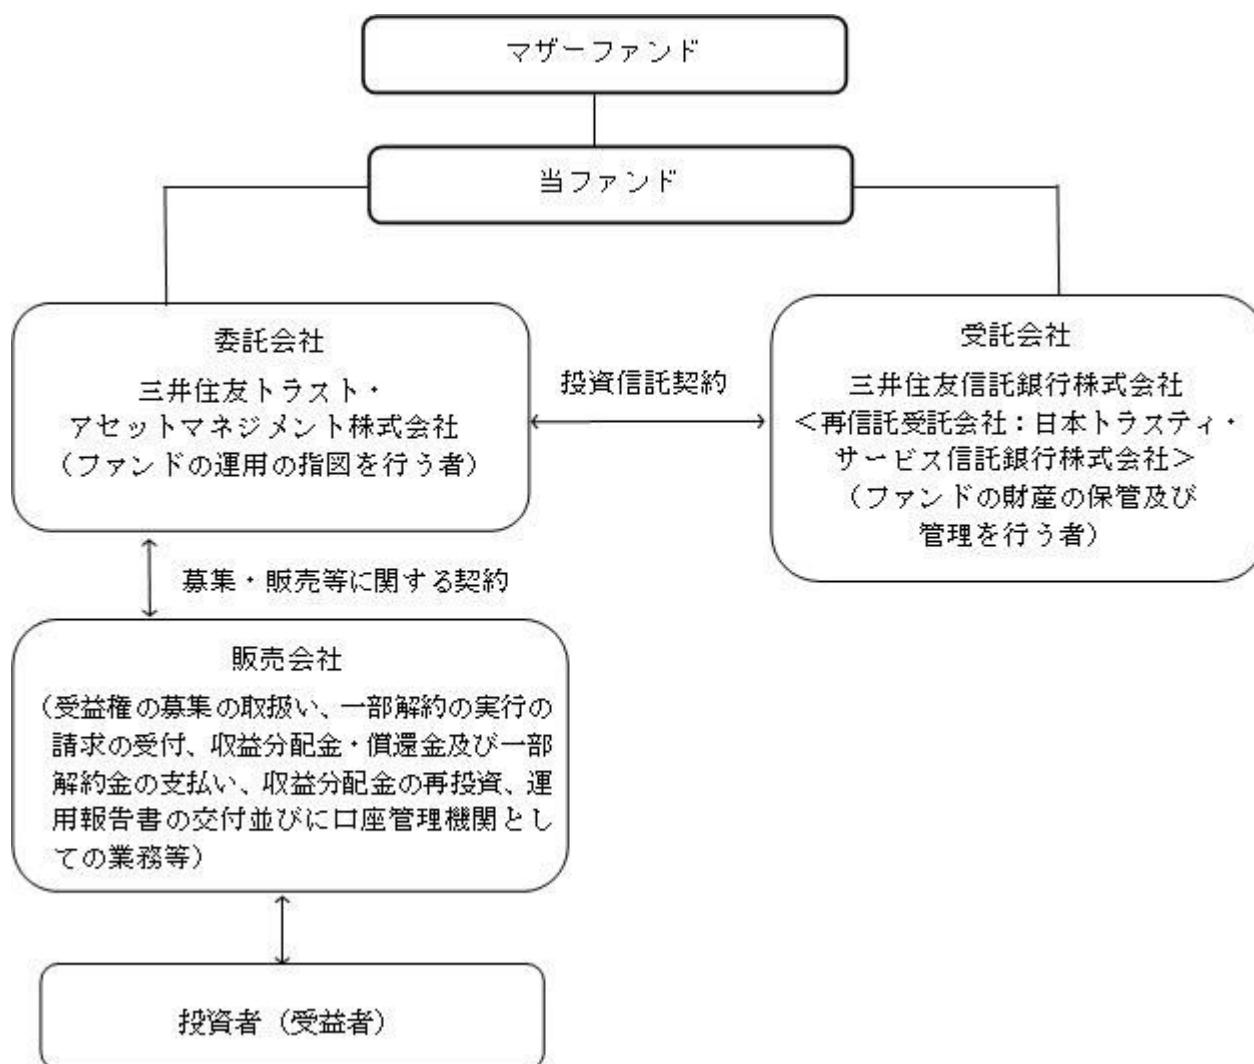 マザーファンド
当ファンド
委託会社
三井住友トラスト・
アセットマネジメント株式会社
(ファンドの運用の指図を行う者)
投資信託契約
受託会社
三井住友信託銀行株式会社
<再信託受託会社:日本トラスティ・
サービス信託銀行株式会社>
(ファンドの財産の保管及び
管理を行う者)
募集・販売等に関する契約
販売会社
(受益権の募集の取扱い、一部解約の実行の
請求の受付、収益分配金・償還金及び一部
解約金の支払い、収益分配金の再投資、運
用報告書の交付並びに口座管理機関とし
ての業務等)
投資者(受益者)